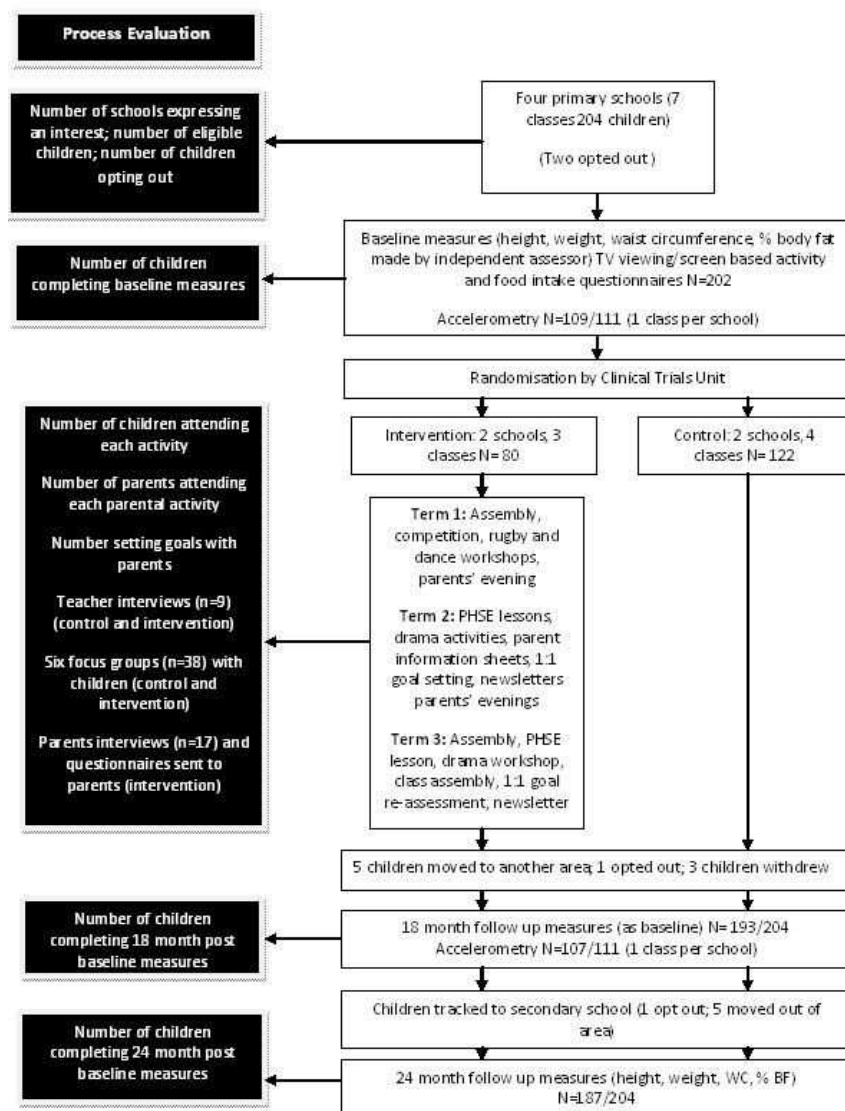 Process Evaluation
Four primary schools (7
classes 204 children)
(Two opted out )
Number of schools expressing
an interest; number of eligible
children; number of children
opting out
Baseline measures (height, weight, waist circumference, % body fat
made by independent assessor) TV viewing/screen based activity
and food intake questionnaires N=202
Accelerometry N=109/111 (1 class per school)
Number of children
completing baseline measures
Randomisation by Clinical Trials Unit
Intervention: 2 schools, 3
classes N= 80
Control: 2 schools, 4
classes N= 122
Number of children attending
each activity
Number of parents attending
each parental activity
Number setting goals with
parents
Teacher interviews (n=9)
(control and intervention)
Six focus groups (n=38) with
children (control and
intervention)
Parents interviews (n=17) and
questionnaires sent to
parents (intervention)
Term 1: Assembly,
competition, rugby and
dance workshops,
parents' evening
Term 2: PHSE lessons,
drama activities, parent
information sheets, 1:1
goal setting, newsletters
parents' evenings
Term 3: Assembly, PHSE
lesson, drama workshop,
class assembly, 1:1 goal
re-assessment, newsletter
5 children moved to another area; 1 opted out; 3 children withdrew
Number of children
completing 18 month post
baseline measures
18 month follow up measures (as baseline) N= 193/204
Accelerometry N=107/111 (1 class per school)
Children tracked to secondary school (1 opt out; 5 moved out of
area)
Number of children
completing 24 month post
baseline measures
24 month follow up measures (height, weight, WC, % BF)
N=187/204